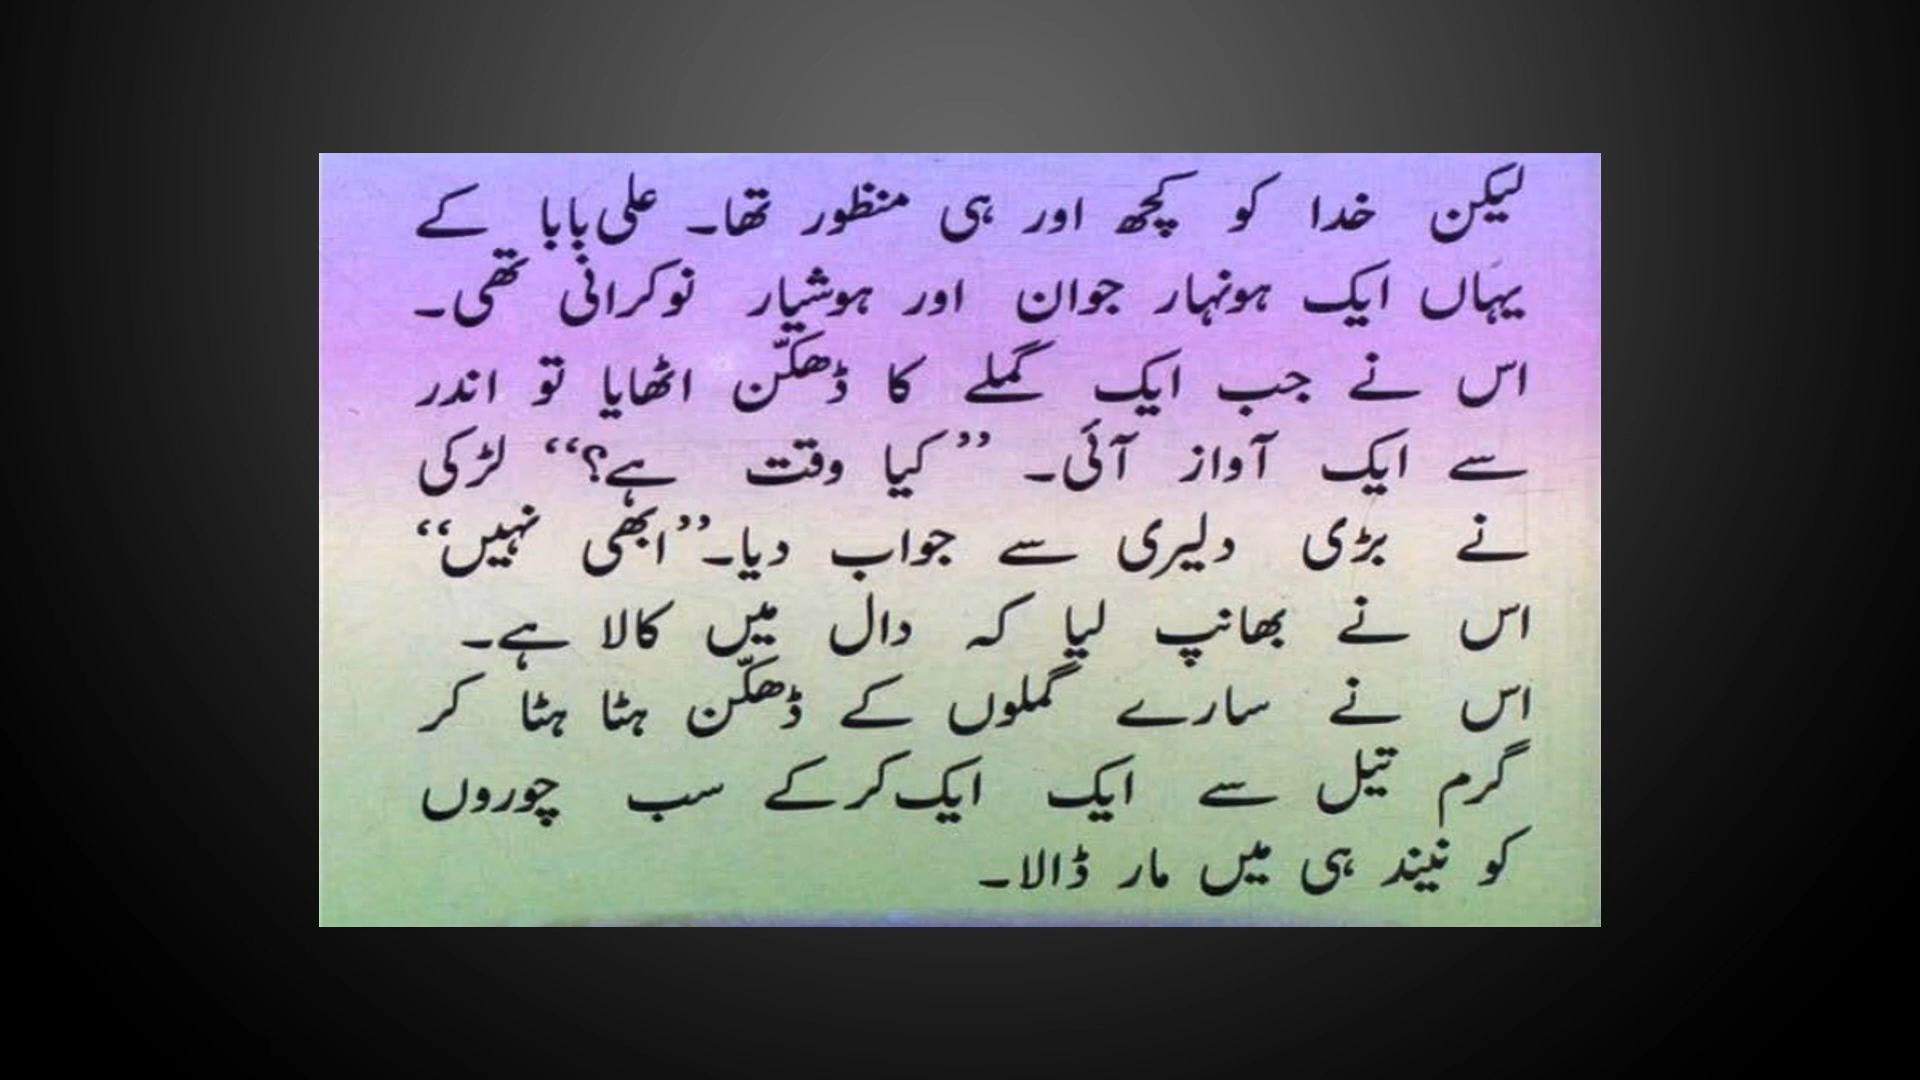 لیکن خدا کو کچھ اور ہی منظور تھا۔ علی بابا کے
یہاں ایک ہونہار جوان اور ہوشیار نوکرانی تھی۔
اس نے جب ایک گملے کا ڈھکّن اٹھایا تو اندر
سے ایک آواز آئی۔ ’’کیا وقت ہے؟‘‘ لڑکی
نے بڑی دلیری سے جواب دیا۔’’ابھی نہیں‘‘
اس نے بھانپ لیا کہ دال میں کالا ہے۔
اس نے سارے گملوں کے ڈھکّن ہٹا ہٹا کر
گرم تیل سے ایک ایک کرکے سب چوروں
کو نیند ہی میں مار ڈالا۔